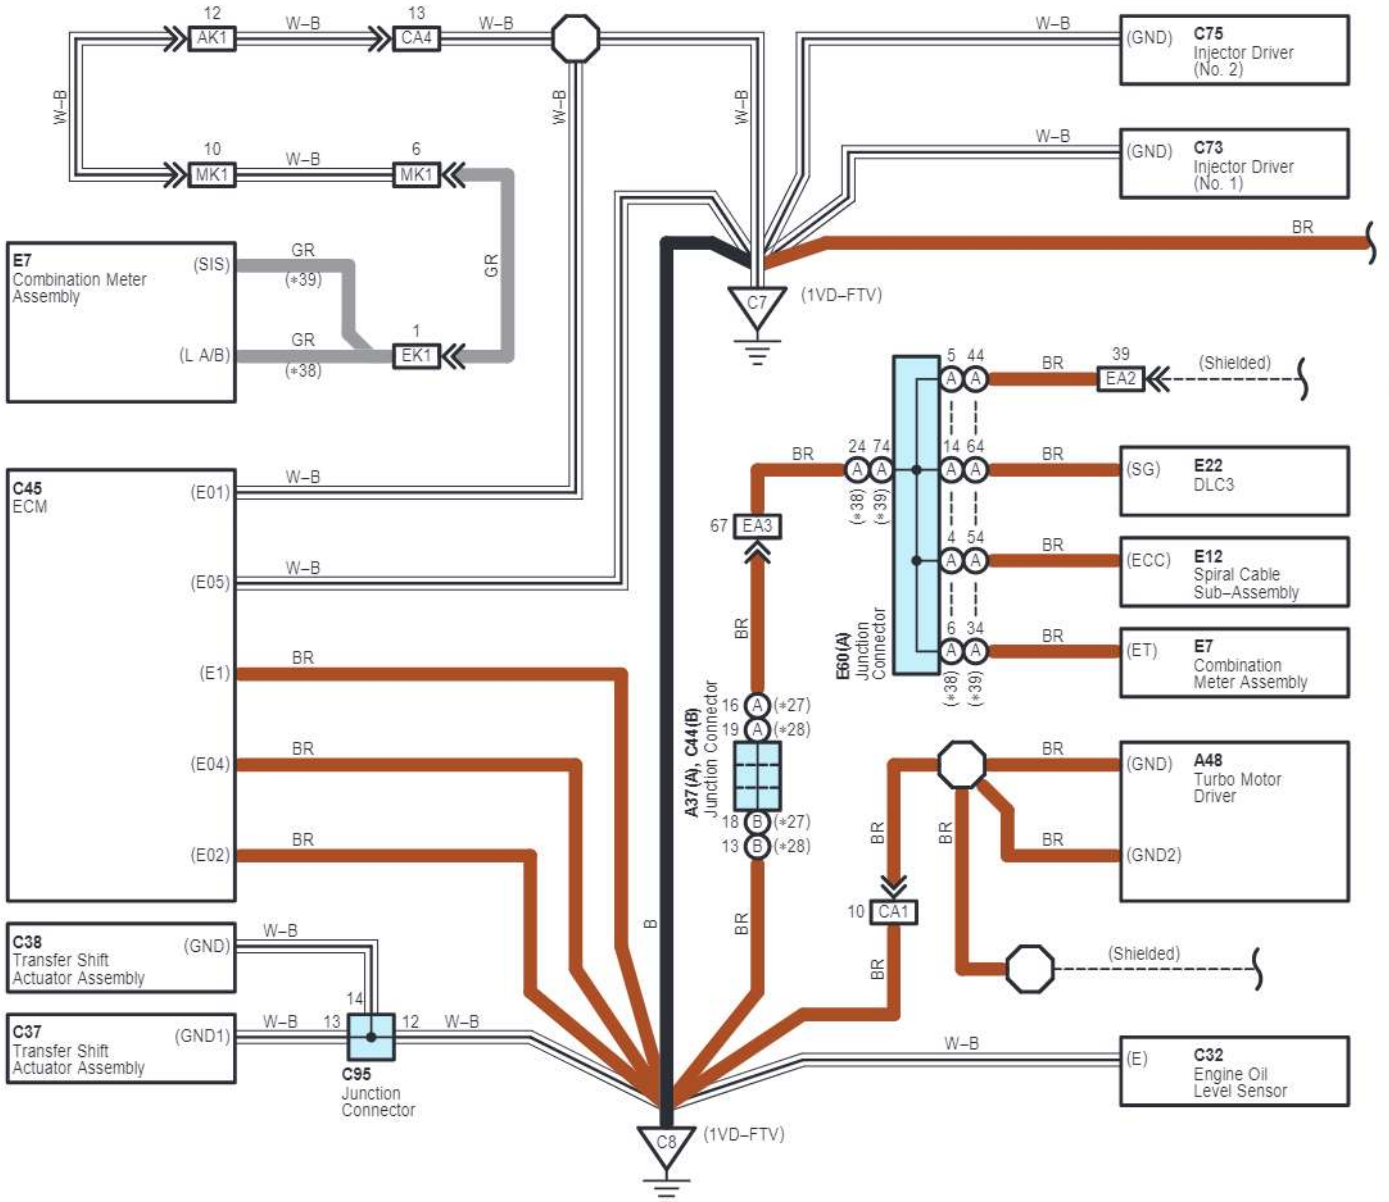 12
W–B
13
W–B
AK1
CA4
W–B
W–B
W–B
10
W–B
6
MK1
MK1
GR
W–B
(GND)
C75
Injector Driver
(No. 2)
W–B
(GND)
C73
Injector Driver
(No. 1)
BR
E7
Combination Meter
Assembly
(SIS)
GR
(*39)
(L A/B)
GR
(*38)
1
EK1
C7
(1VD–FTV)
5 44
A A
BR
39
EA2
(Shielded)
24 74
A A
(*38)
(*39)
BR
14 64
A A
BR
(SG)
E22
DLC3
67
EA3
4 54
A A
BR
(ECC)
E12
Spiral Cable
Sub–Assembly
BR
E60(A)
Junction
Connector
6 34
A A
(*38)
(*39)
BR
(ET)
E7
Combination
Meter Assembly
C45
ECM
(E01)
W–B
(E05)
W–B
(E1)
BR
(E04)
BR
(E02)
BR
A37(A), C44(B)
Junction Connector
16 A (*27)
19 A (*28)
18 B (*27)
13 B (*28)
BR
B
BR
(GND)
A48
Turbo Motor
Driver
BR
BR
BR
(GND2)
10
CA1
BR
(Shielded)
C38
Transfer Shift
Actuator Assembly
(GND)
W–B
14
C37
Transfer Shift
Actuator Assembly
(GND1)
W–B
13
12
W–B
C95
Junction
Connector
W–B
(E)
C32
Engine Oil
Level Sensor
C8
(1VD–FTV)